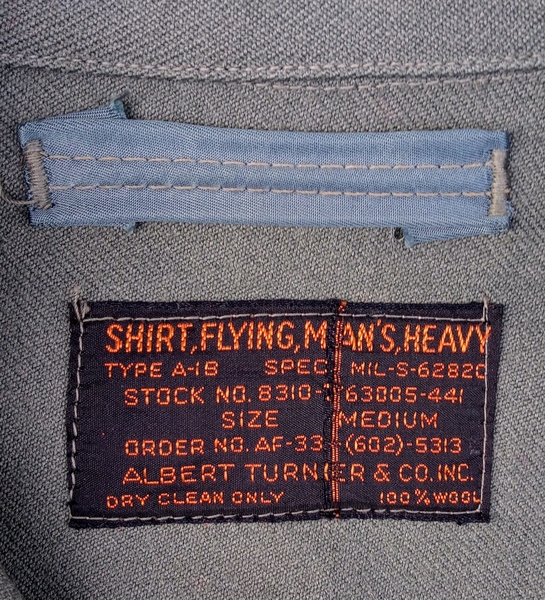 SHIRT, FLYING, MAN'S, HEAVY
TYPE A-1B SPEC MIL-S-6282C
STOCK NO. 8310- 63005-441
SIZE MEDIUM
ORDER NO. AF-33 (602)-5313
ALBERT TURNER & CO. INC.
DRY CLEAN ONLY 100% WOOL